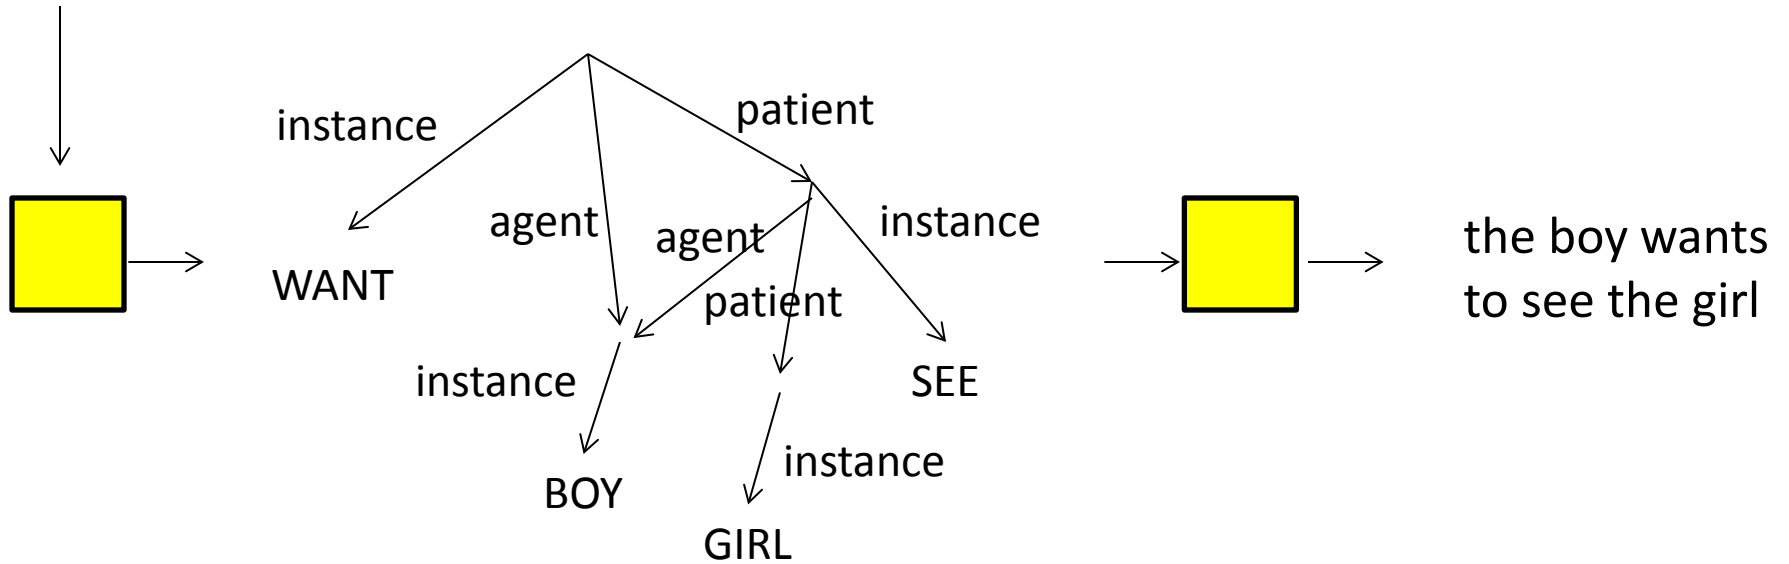 patient
instance
agent
agent
instance
the boy wants
to see the girl
WANT
patient
instance
SEE
instance
BOY
GIRL